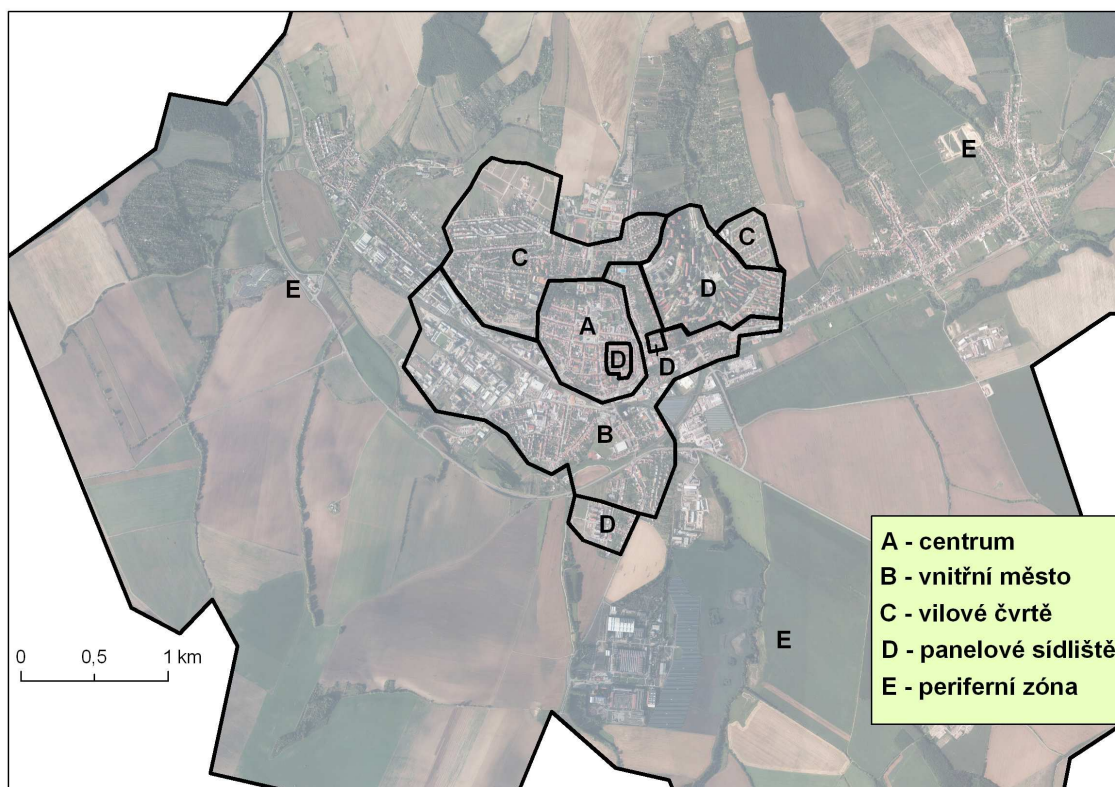 E
C
C
E
D
A
D
D
B
D
E
A - centrum
B - vnitřní město
C - vilové čvrtě
D - panelové sídliště
E - periferní zóna
0 0,5 1 km